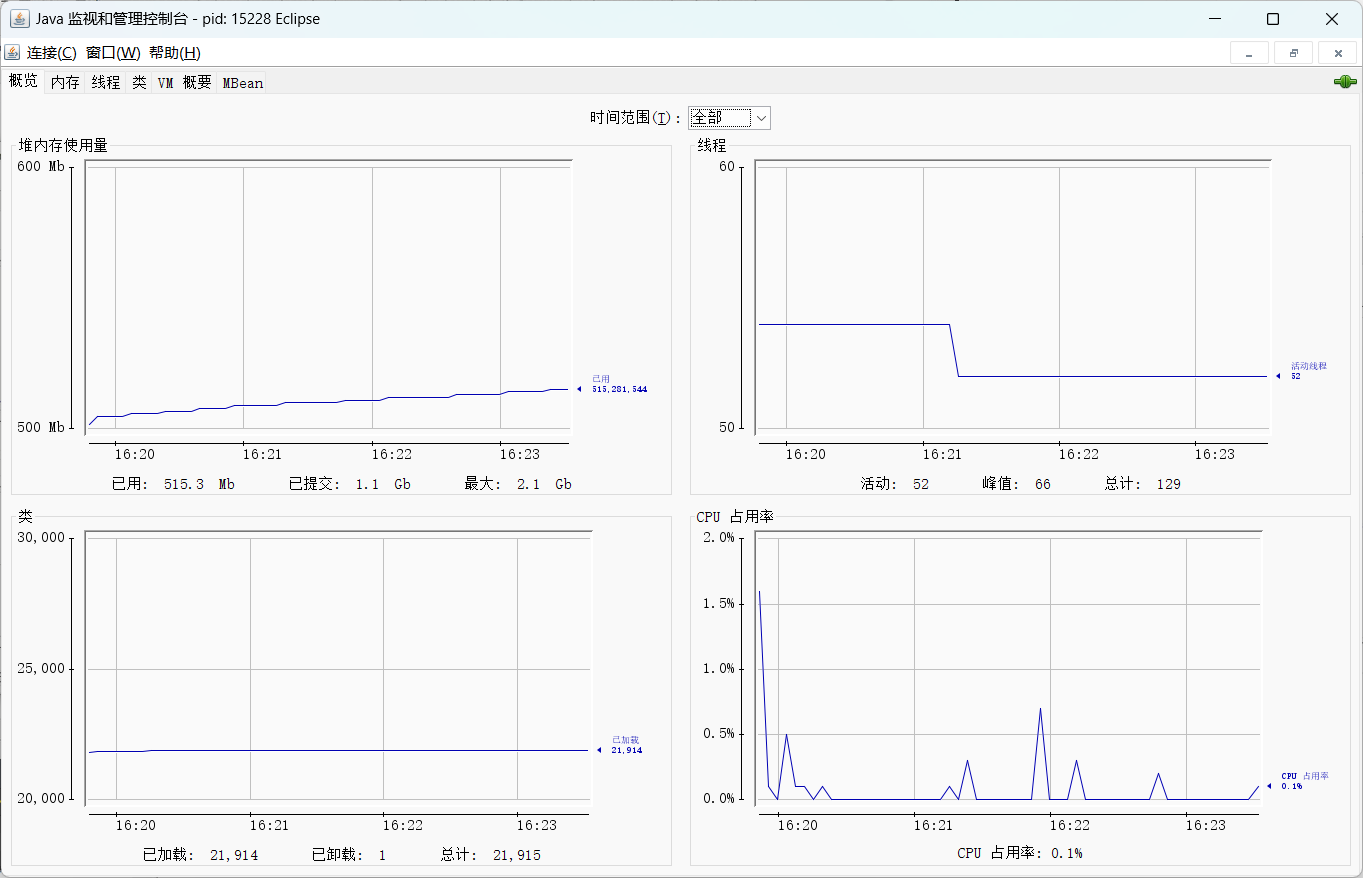 Java 监视和管理控制台 - pid: 15228 Eclipse
连接(C) 窗口(W) 帮助(H)
概览 内存 线程 类 VM 概要 MBean
时间范围(T): 全部
堆内存使用量
600 Mb
500 Mb
已用
515,281,544
16:20 16:21 16:22 16:23
已用: 515.3 Mb 已提交: 1.1 Gb 最大: 2.1 Gb
线程
60
50
活动线程
52
16:20 16:21 16:22 16:23
活动: 52 峰值: 66 总计: 129
类
30,000
25,000
20,000
已加载
21,914
16:20 16:21 16:22 16:23
已加载: 21,914 已卸载: 1 总计: 21,915
CPU 占用率
2.0%
1.5%
1.0%
0.5%
0.0%
CPU 占用率
0.1%
16:20 16:21 16:22 16:23
CPU 占用率: 0.1%